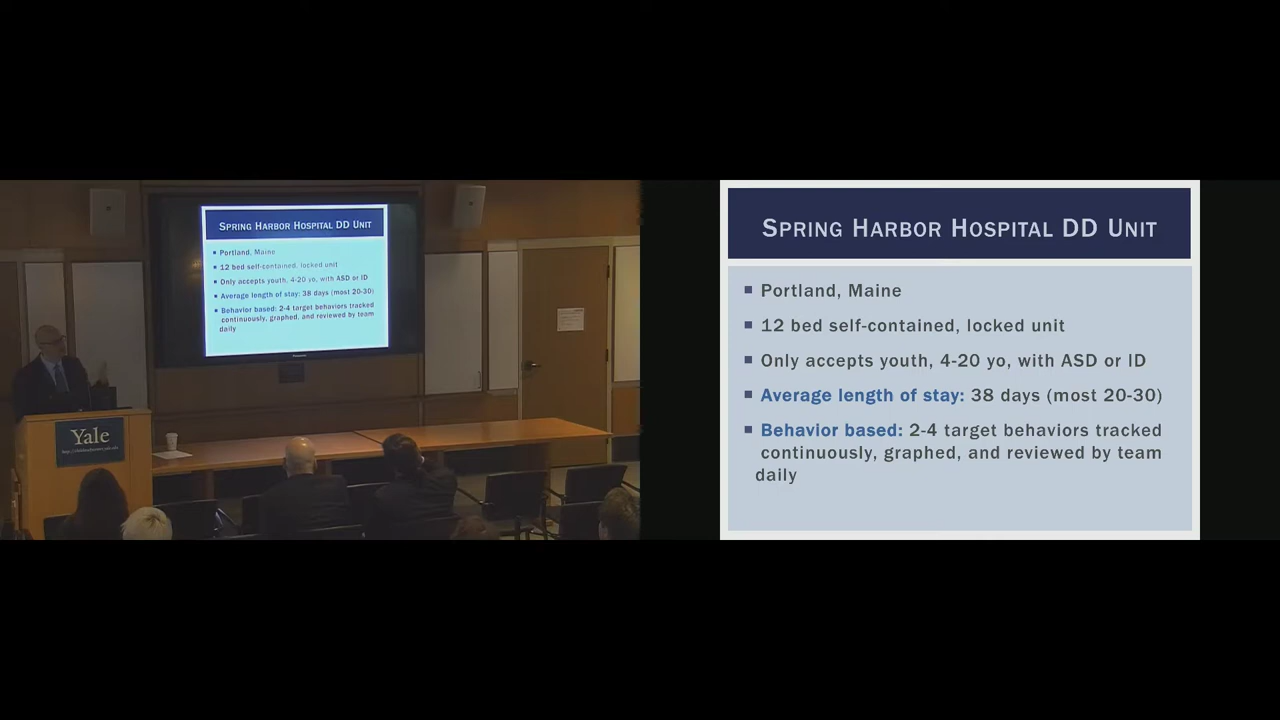 SPRING HARBOR HOSPITAL DD UNIT
Portland, Maine
12 bed self-contained, locked unit
Only accepts youth, 4-20 yo, with ASD or ID
Average length of stay: 38 days (most 20-30)
Behavior based: 2-4 target behaviors tracked
continuously, graphed, and reviewed by team
daily
Yale
SPRING HARBOR HOSPITAL DD UNIT
Portland, Maine
12 bed self-contained, locked unit
Only accepts youth, 4-20 yo, with ASD or ID
Average length of stay: 38 days (most 20-30)
Behavior based: 2-4 target behaviors tracked
continuously, graphed, and reviewed by team
daily